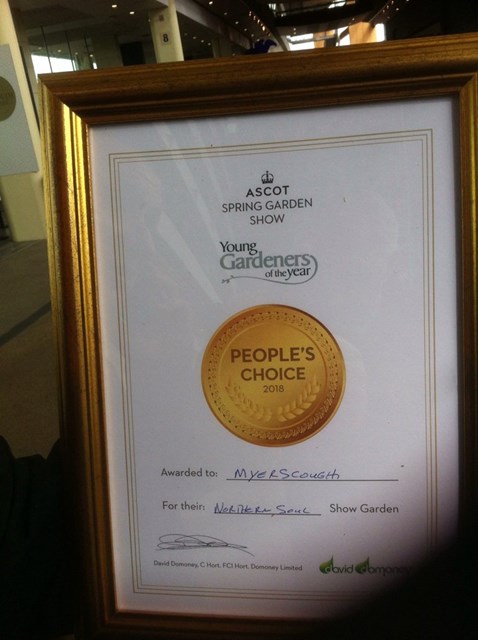 B
ASCOT
SPRING GARDEN
SHOW
Young
Gardeners
of the year
PEOPLE'S
CHOICE
2018
Awarded to: MYERSCOUGH
For their: NORTHERN SOUL Show Garden
David Domoney, C Hort. FCI Hort. Domoney Limited
david domoney